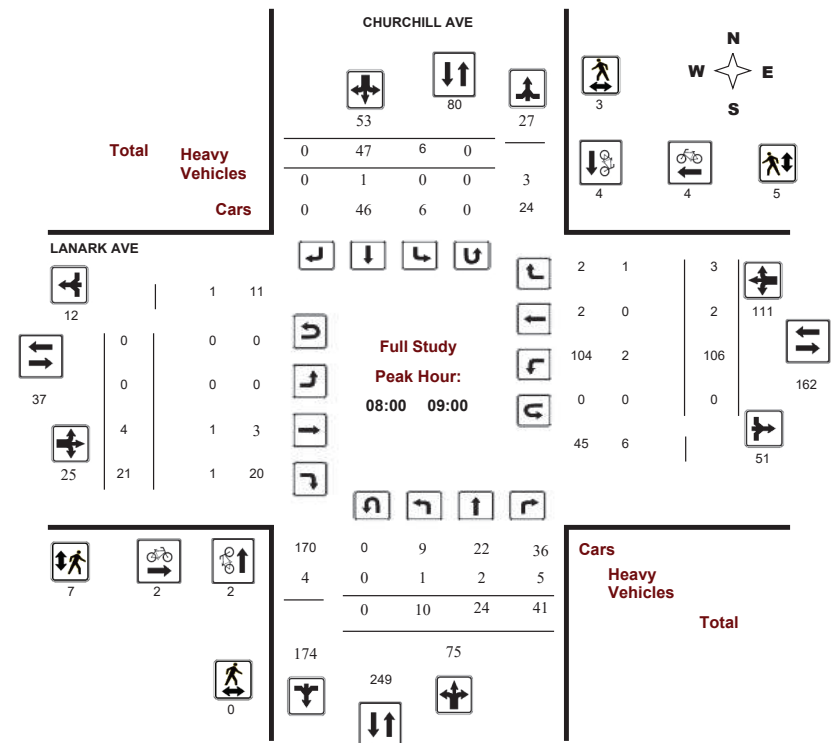 CHURCHILL AVE
N
W E
S
80
3
53 27
Total Heavy Vehicles
0 47 6 0
0 1 0 0 3
Cars 0 46 6 0 24
4 4 5
LANARK AVE
12 1 11
2 1 3
111
0 0 0
2 0 2
Full Study
37
0 0 0
Peak Hour:
104 2 106
162
08:00 09:00
0 0 0
4 1 3
45 6
51
25 21 1 20
170 0 9 22 36 Cars
4 0 1 2 5 Heavy Vehicles
7 2 2
0 10 24 41
Total
174 75
249
0